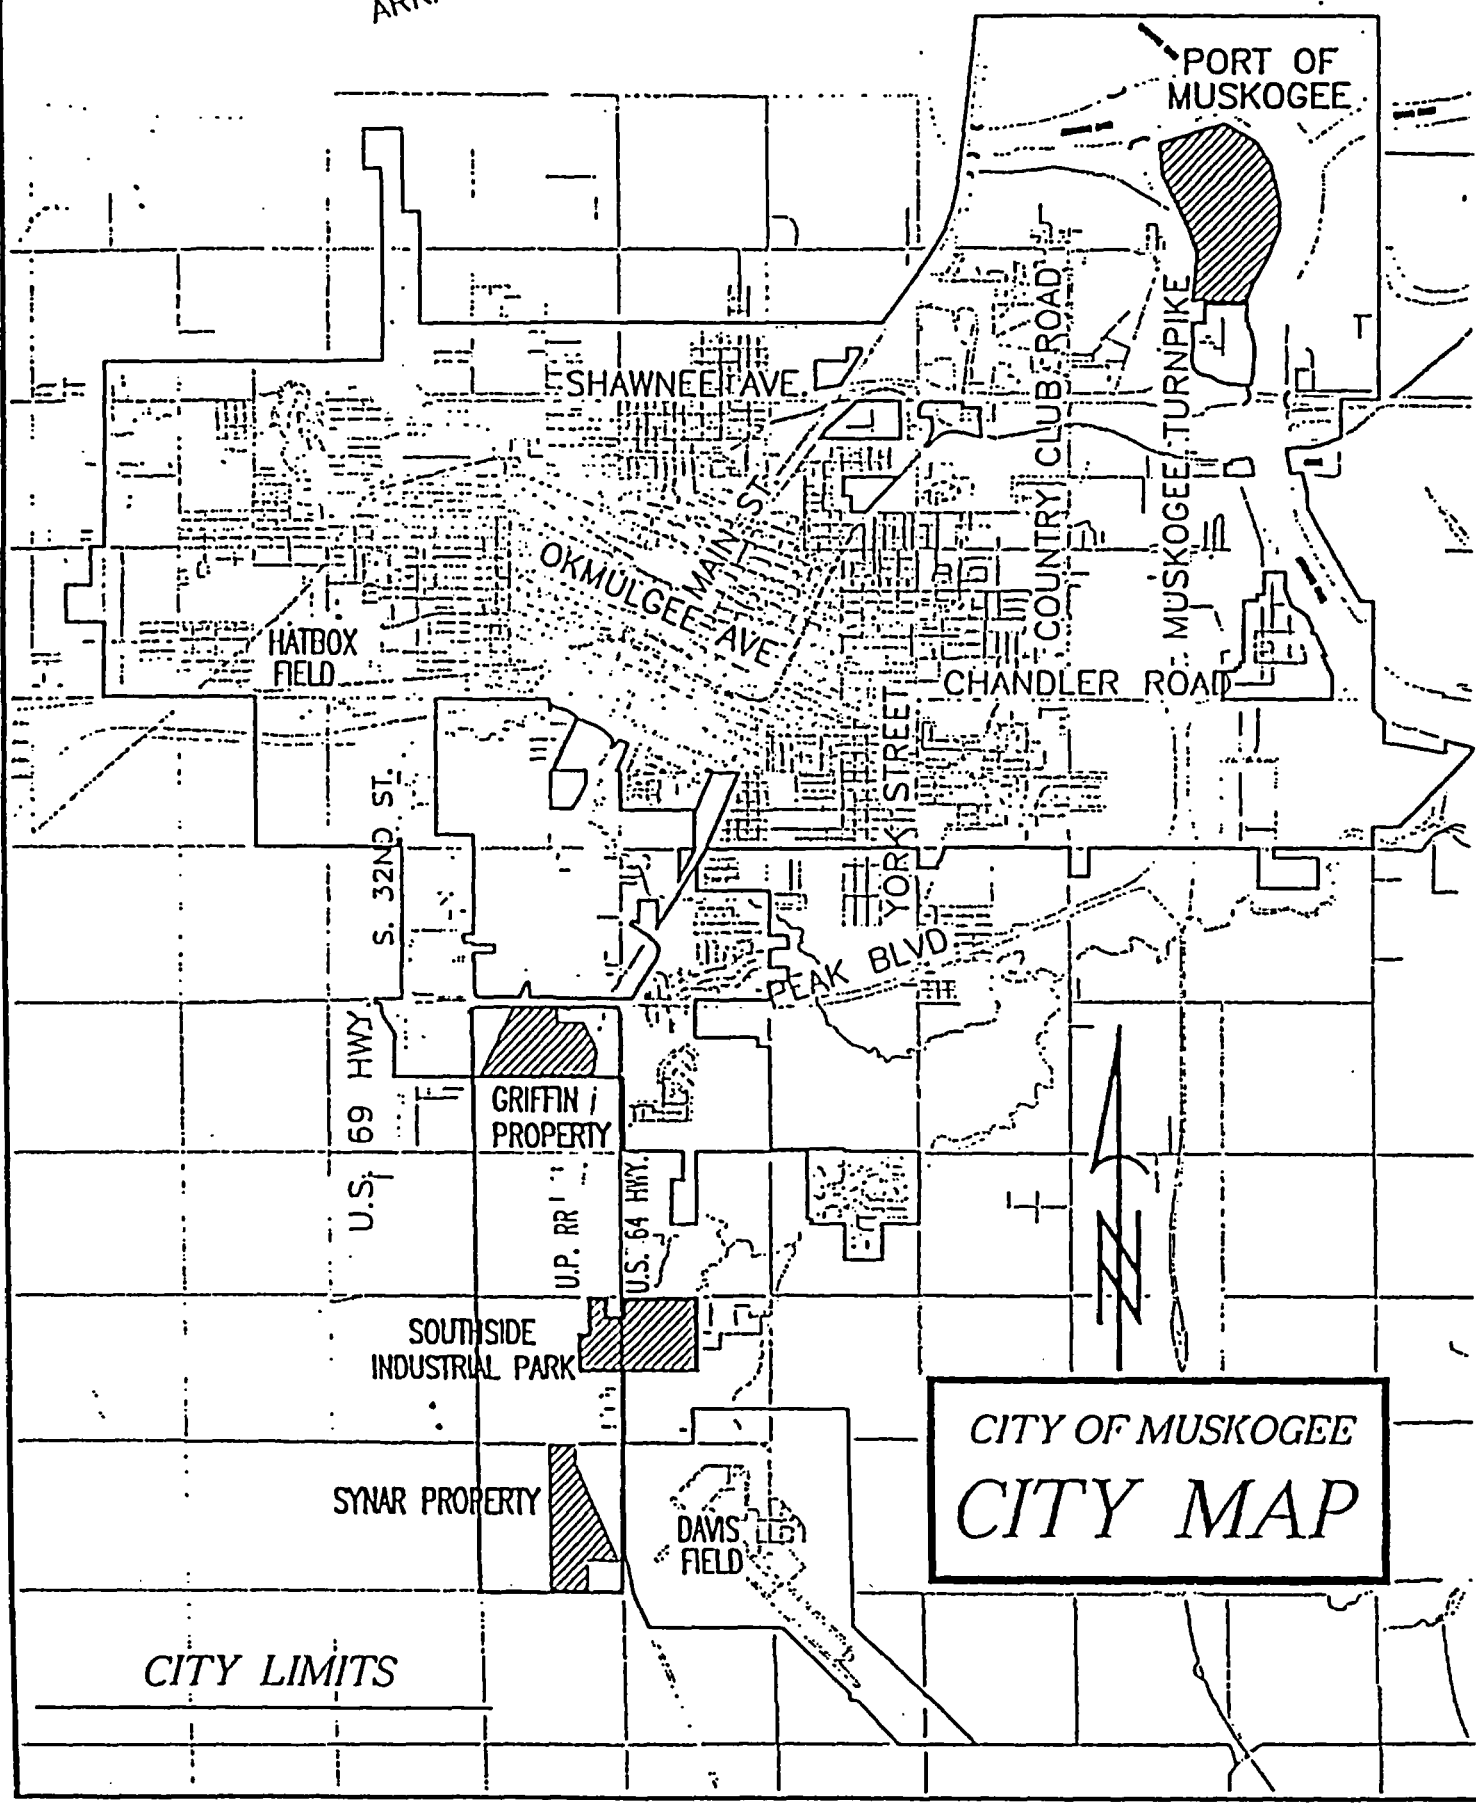 PORT OF
MUSKOGEE
SHAWNEE AVE
COUNTRY CLUB ROAD
MUSKOGEE TURNPIKE
T
MAIN ST
OKMULGEE AVE
HATBOX
FIELD
CHANDLER ROAD
YORK STREET
S. 32ND ST.
PEAK BLVD
U.S. 69 HWY
GRIFFIN
PROPERTY
U.P. RR
U.S. 64 HWY.
N
SOUTHSIDE
INDUSTRIAL PARK
SYNAR PROPERTY
DAVIS
FIELD
CITY OF MUSKOGEE
CITY MAP
CITY LIMITS